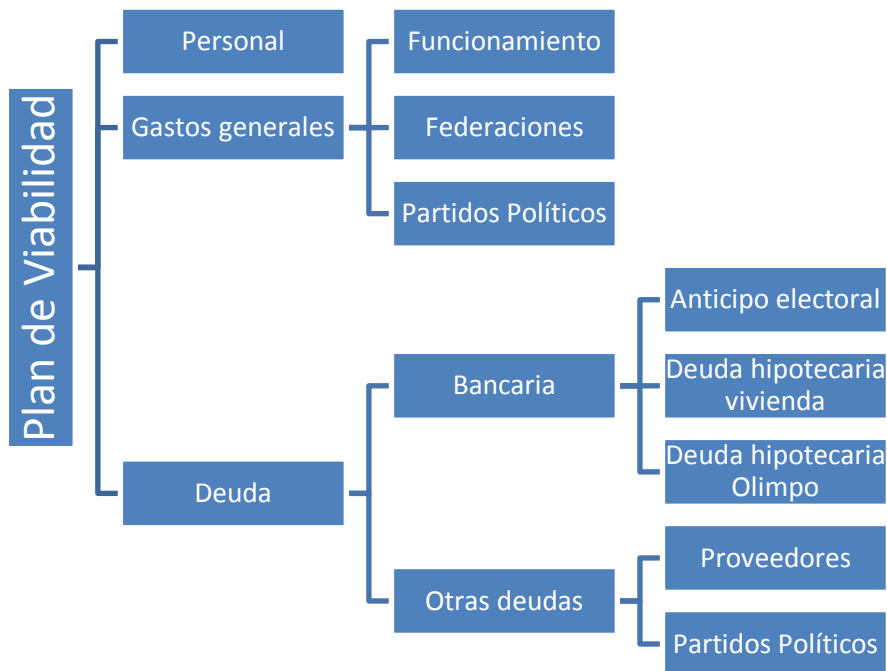 Plan de Viabilidad
Personal
Gastos generales
Funcionamiento
Federaciones
Partidos Políticos
Deuda
Bancaria
Anticipo electoral
Deuda hipotecaria
vivienda
Deuda hipotecaria
Olimpo
Otras deudas
Proveedores
Partidos Políticos